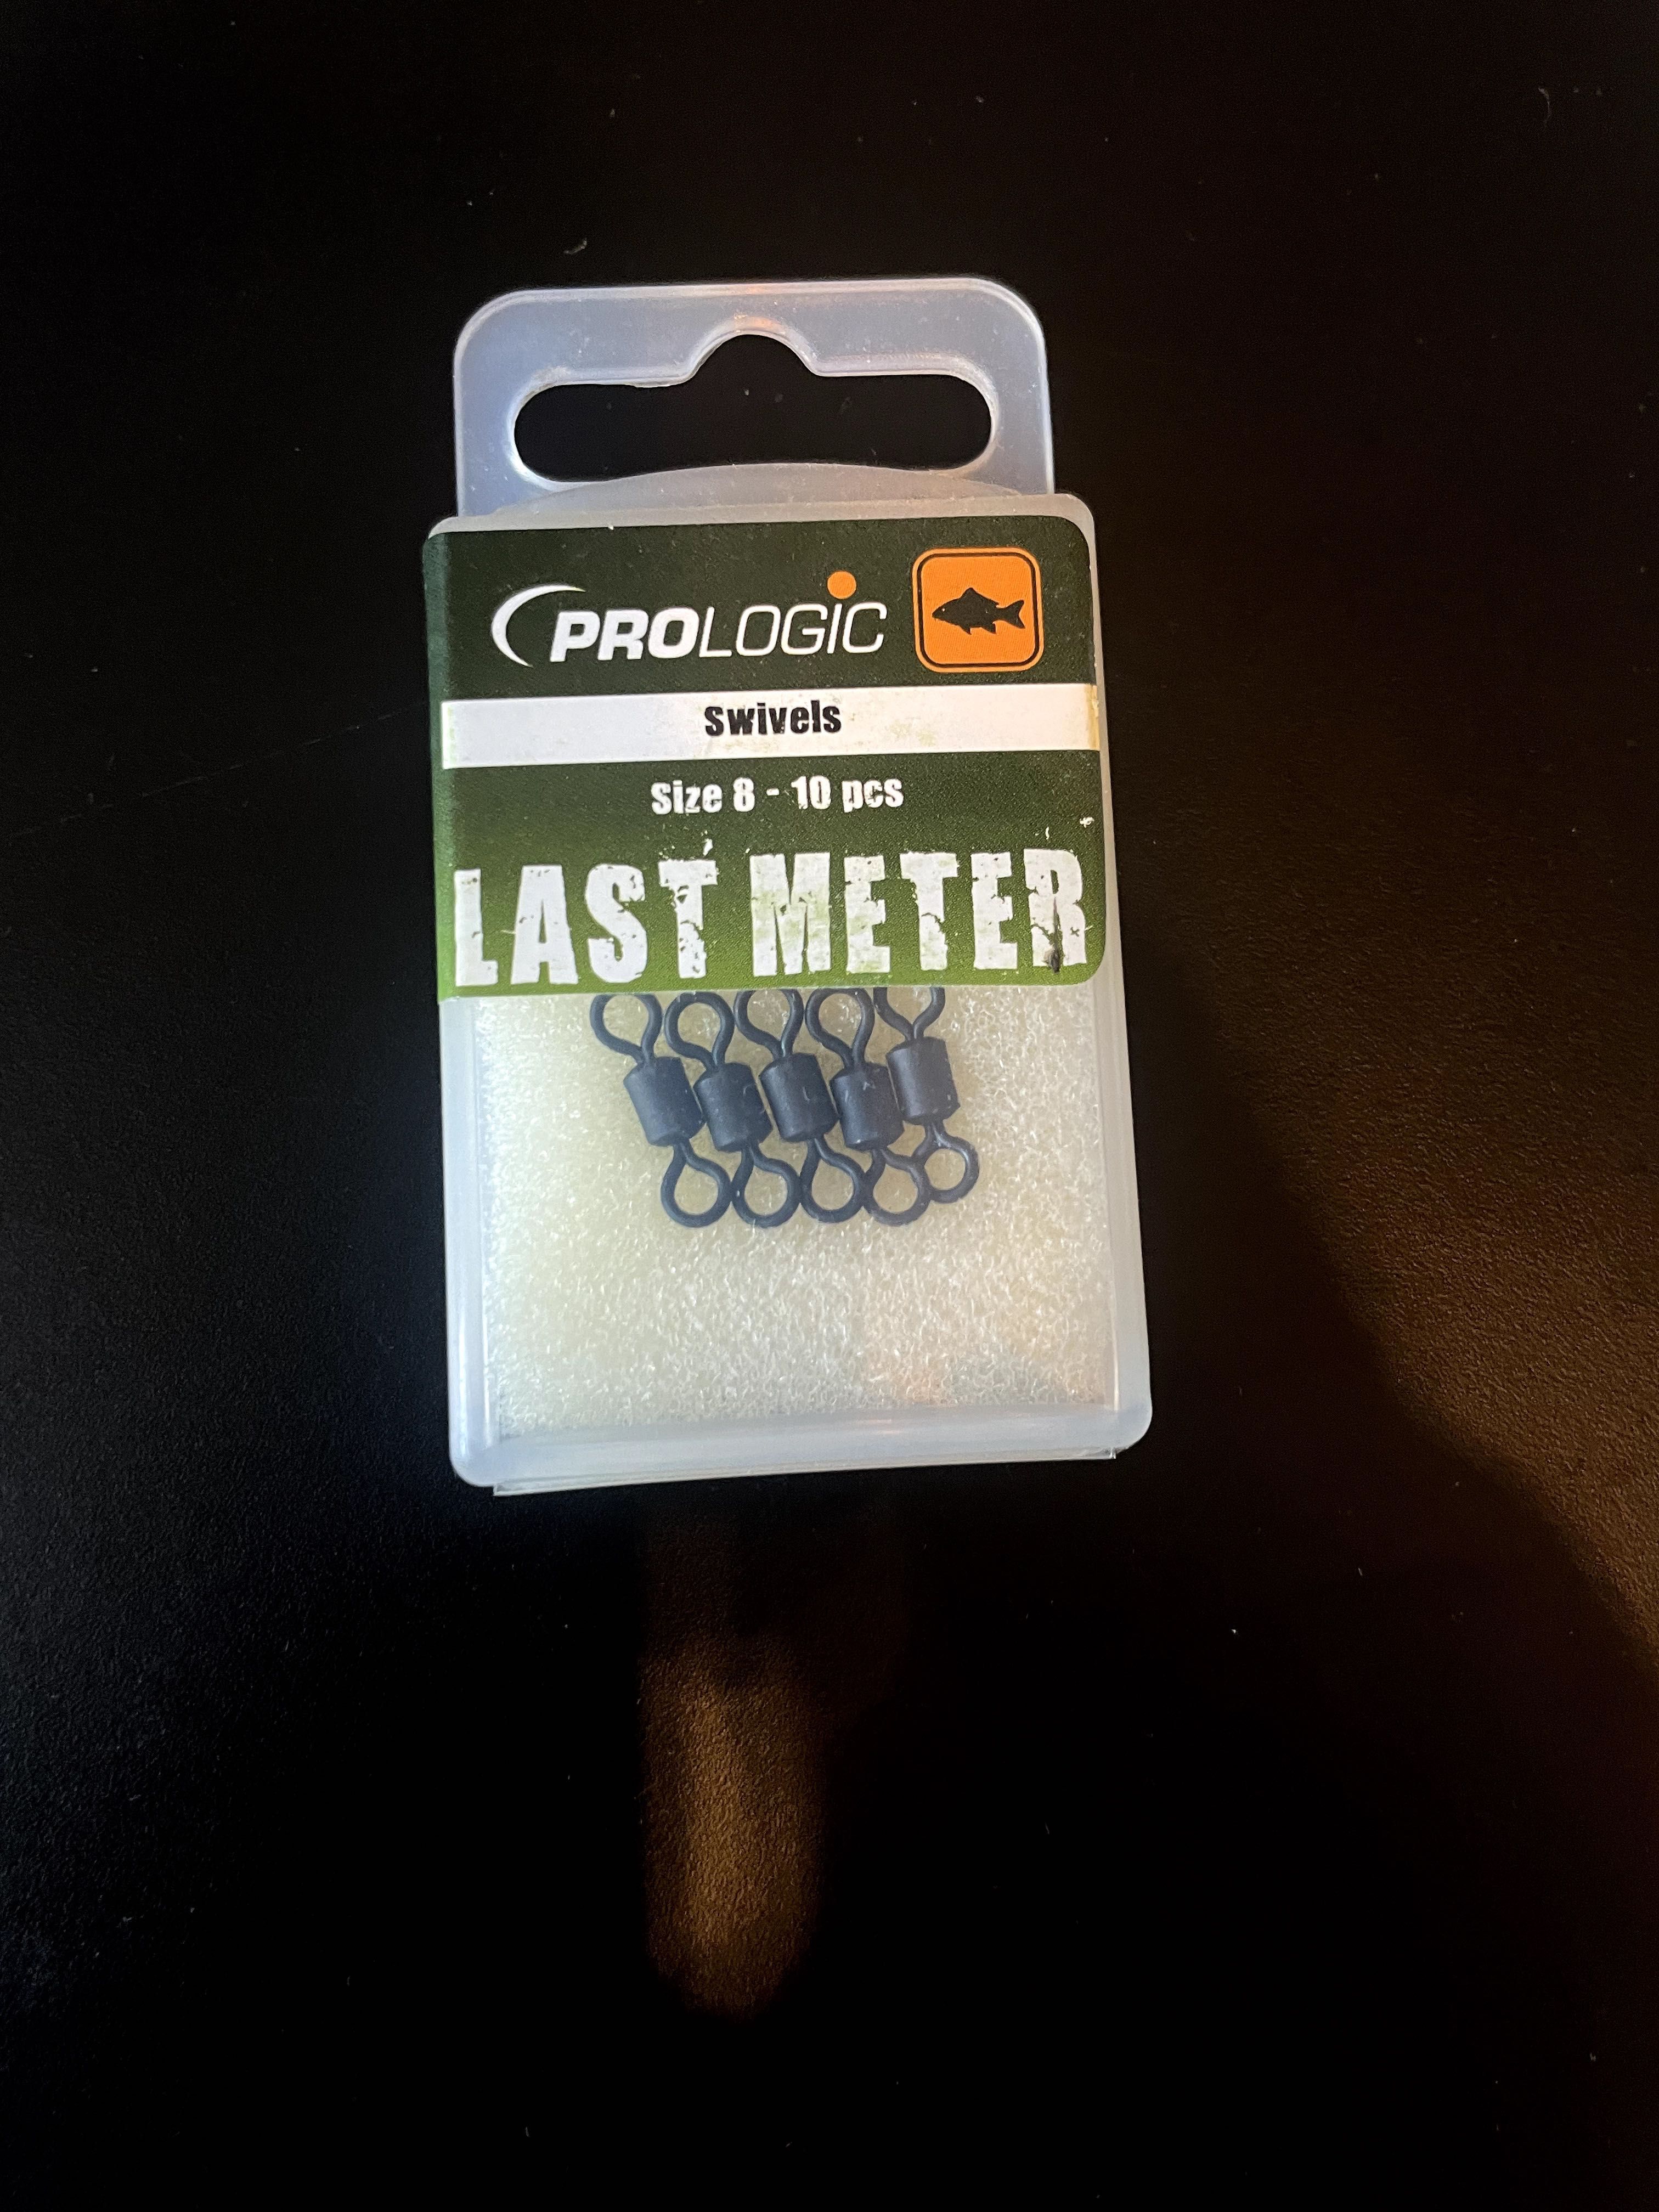 PROLOGIC
Swivels
Size 8 - 10 pcs
LAST METER